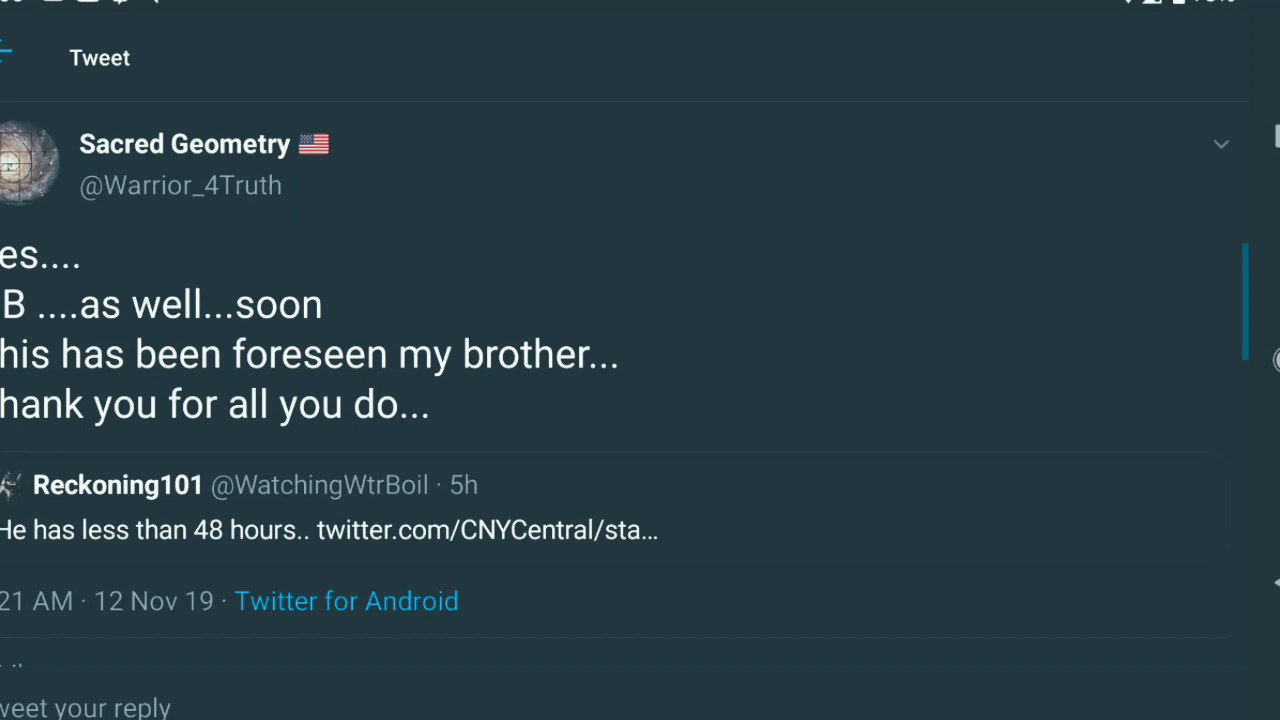 Tweet
Sacred Geometry 🇺🇸
@Warrior_4Truth
es....
B ....as well...soon
his has been foreseen my brother...
hank you for all you do...
Reckoning101 @WatchingWtrBoil · 5h
He has less than 48 hours.. twitter.com/CNYCentral/sta...
21 AM · 12 Nov 19 · Twitter for Android
weet your reply